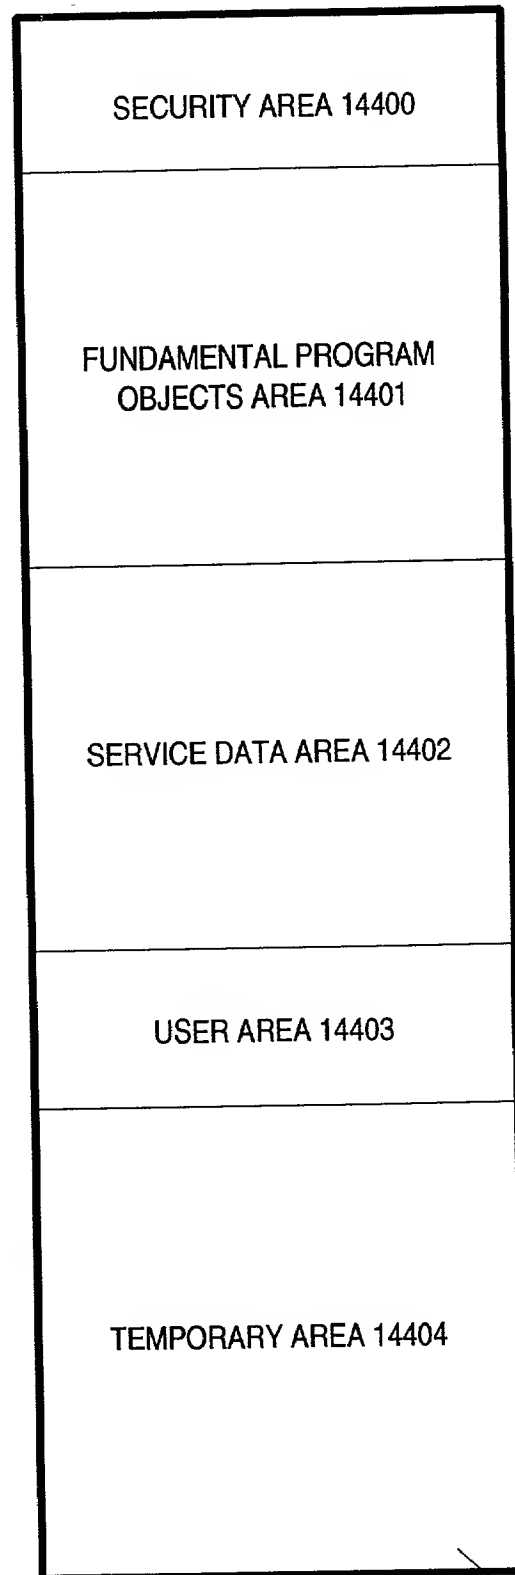 SECURITY AREA 14400
FUNDAMENTAL PROGRAM
OBJECTS AREA 14401
SERVICE DATA AREA 14402
USER AREA 14403
TEMPORARY AREA 14404